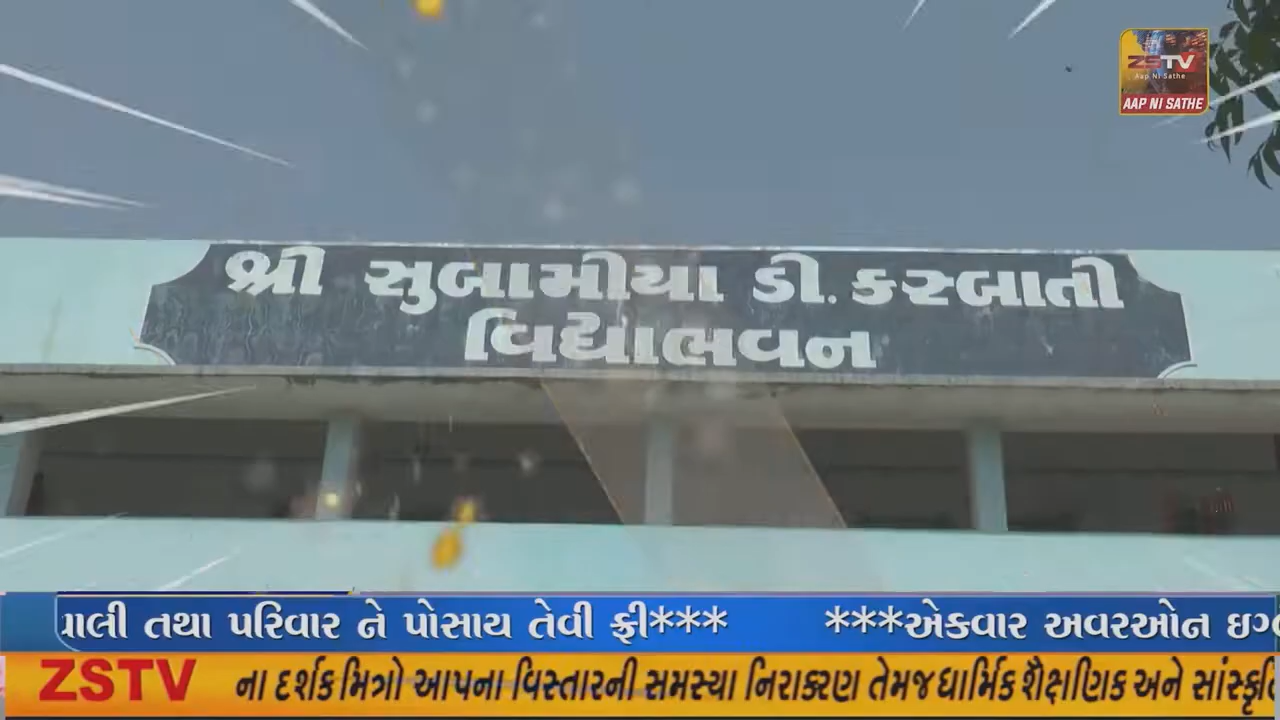 ZSTV
Aap Ni Sathe
AAP NI SATHE
શ્રી સુબામીયા ડી. કરબાતી
વિદ્યાભવન
તથા પરિવાર ને પોસાય તેવી ફ્રી*** ***એકવાર અવરઓન
ZSTV ના દર્શક મિત્રો આપના વિસ્તારની સમસ્યા નિરાકરણ તેમજ ધાર્મિક શૈક્ષણિક અને